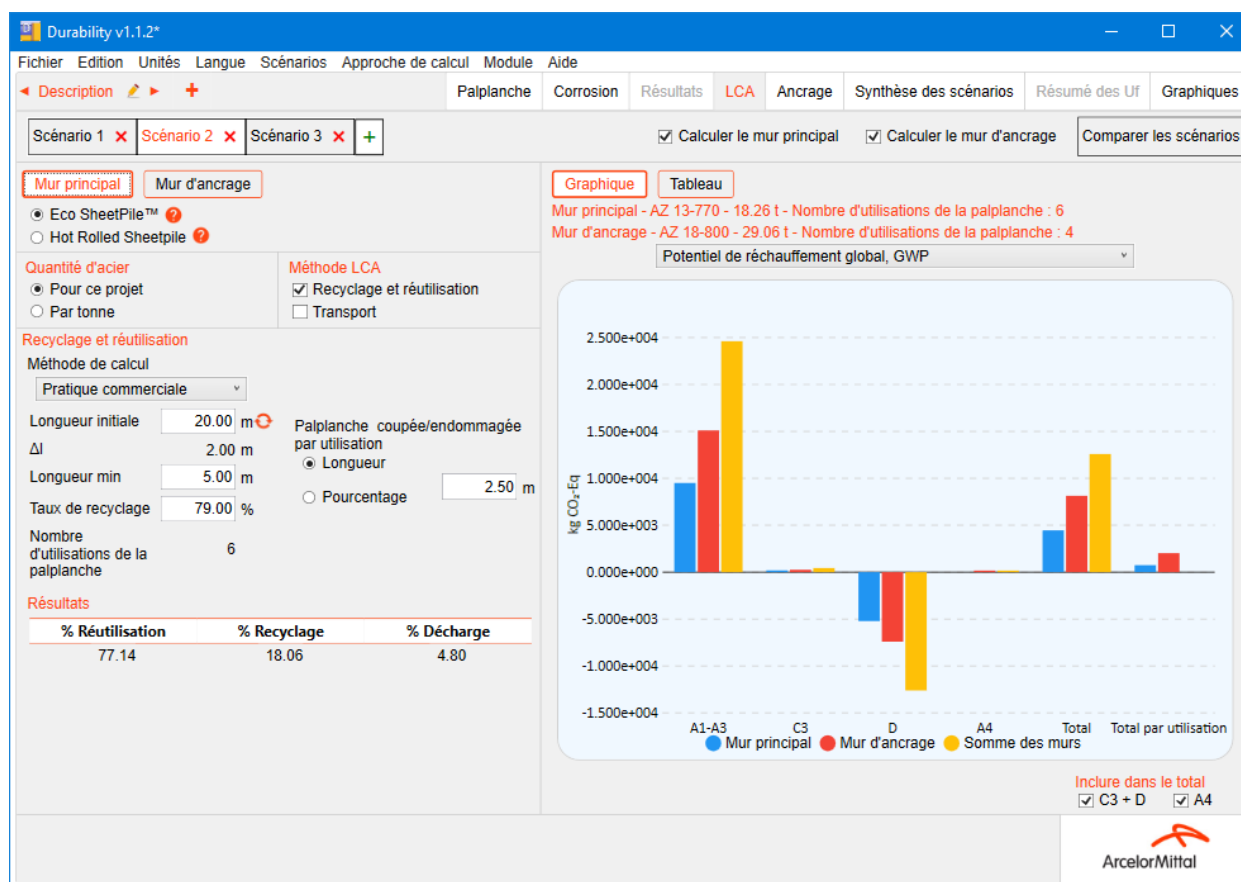 Durability v1.1.2*
Fichier Edition Unités Langue Scénarios Approche de calcul Module Aide
Description
Palplanche Corrosion Résultats LCA Ancrage Synthèse des scénarios Résumé des Uf Graphiques
Scénario 1 Scénario 2 Scénario 3 +
Calculer le mur principal Calculer le mur d'ancrage Comparer les scénarios
Mur principal Mur d'ancrage
Eco SheetPile™ ?
Hot Rolled Sheetpile ?
Quantité d'acier
Pour ce projet
Par tonne
Méthode LCA
Recyclage et réutilisation
Transport
Recyclage et réutilisation
Méthode de calcul
Pratique commerciale
Longueur initiale 20.00 m
Δl 2.00 m
Longueur min 5.00 m
Taux de recyclage 79.00 %
Nombre
d'utilisations de la 6
palplanche
Palplanche coupée/endommagée
par utilisation
Longueur
Pourcentage
2.50 m
Résultats
% Réutilisation % Recyclage % Décharge
77.14 18.06 4.80
Graphique Tableau
Mur principal - AZ 13-770 - 18.26 t - Nombre d'utilisations de la palplanche : 6
Mur d'ancrage - AZ 18-800 - 29.06 t - Nombre d'utilisations de la palplanche : 4
Potentiel de réchauffement global, GWP
kg CO₂-Eq
2.500e+004
2.000e+004
1.500e+004
1.000e+004
5.000e+003
0.000e+000
-5.000e+003
-1.000e+004
-1.500e+004
A1-A3 C3 D A4 Total Total par utilisation
Mur principal Mur d'ancrage Somme des murs
Inclure dans le total
C3 + D A4
ArcelorMittal